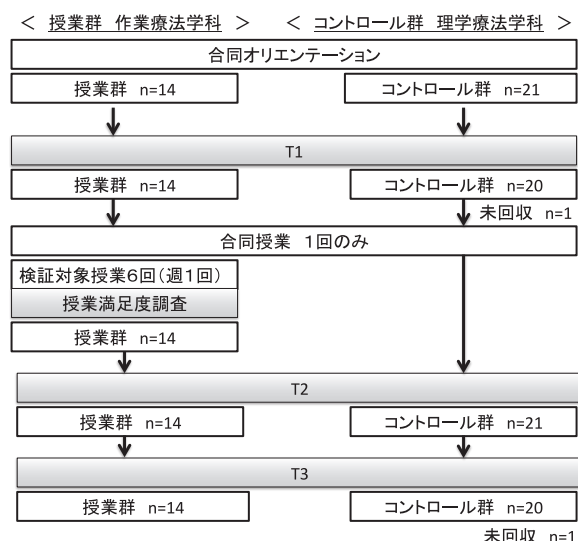 ＜ 授業群 作業療法学科 ＞ ＜ コントロール群 理学療法学科 ＞
合同オリエンテーション
授業群 n=14 コントロール群 n=21
T1
授業群 n=14 コントロール群 n=20
未回収 n=1
合同授業 1回のみ
検証対象授業6回(週1回)
授業満足度調査
授業群 n=14
T2
授業群 n=14 コントロール群 n=21
T3
授業群 n=14 コントロール群 n=20
未回収 n=1